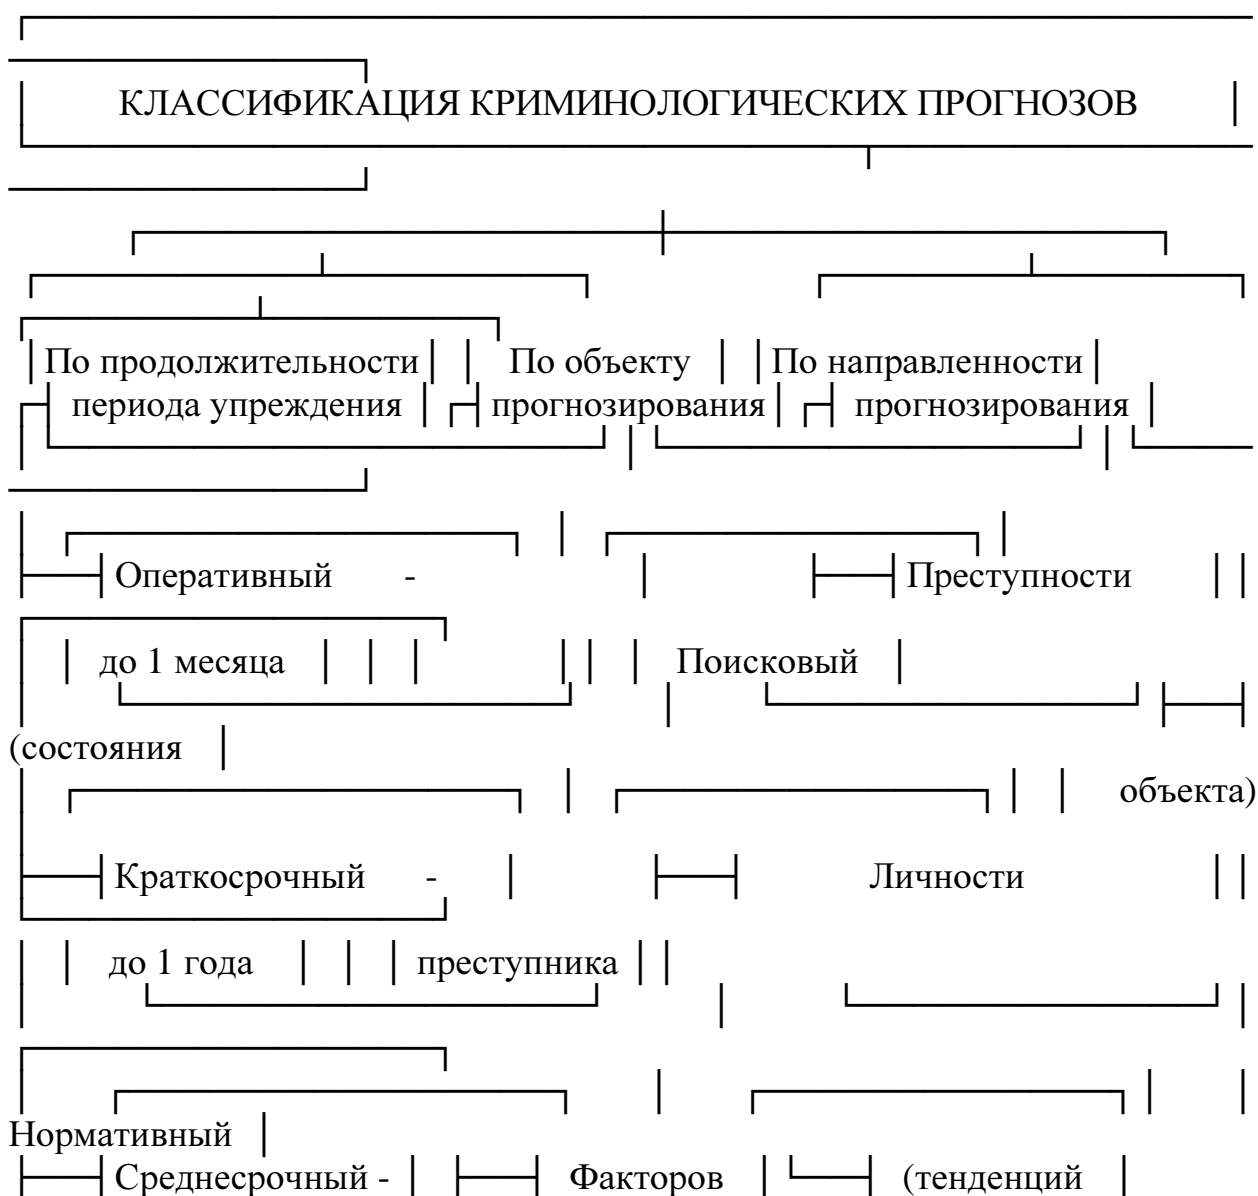 КЛАССИФИКАЦИЯ КРИМИНОЛОГИЧЕСКИХ ПРОГНОЗОВ
По продолжительности По объекту По направленности
периода упреждения прогнозирования прогнозирования
Оперативный - Преступности
до 1 месяца Поисковый
(состояния
объекта)
Краткосрочный - Личности
до 1 года преступника
Нормативный
Среднесрочный - Факторов (тенденций